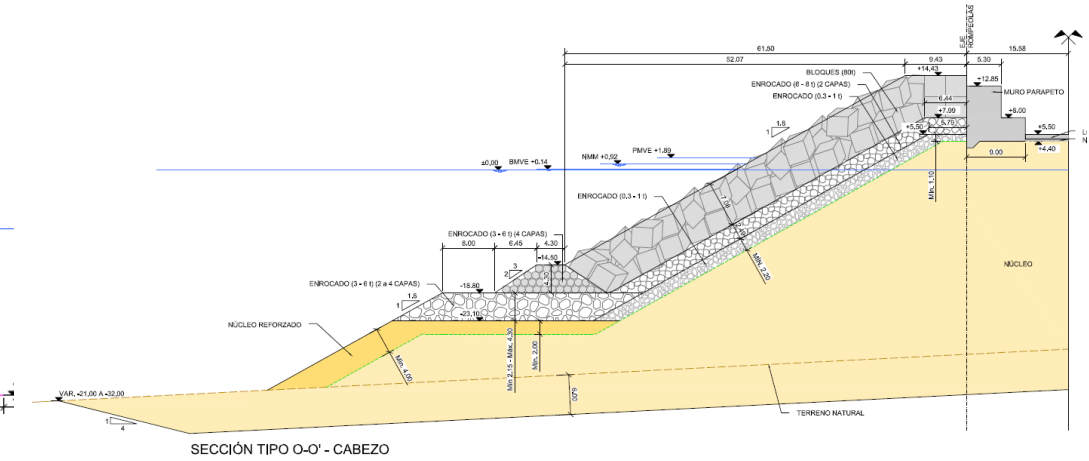 EJE
ROMPEOLAS
61.50
15.58
52.07
9.43
5.30
+14,43
BLOQUES (80t)
ENROCADO (6 - 8 t) (2 CAPAS)
ENROCADO (0.3 - 1 t)
+12.85
MURO PARAPETO
6.44
+7.99
+6.00
5.79
+5,50
+5,50
L
N
+4,40
9.00
1.6
1
PMVE +1.89
NMM +0,92
±0,00
BMVE +0.14
Mín. 1.10
ENROCADO (0,3 - 1 t)
7.08
Mín. 2,20
ENROCADO (3 - 6 t) (4 CAPAS)
8.00
6.45
4.30
-14,50
3
2
4.30
NÚCLEO
ENROCADO (3 - 6 t) (2 a 4 CAPAS)
-18.80
1.6
1
-23,10
NÚCLEO REFORZADO
Mín. 4.00
Mín 2.15 - Máx. 4.30
Mín. 2,00
VAR. -21,00 A -32,00
6,00
TERRENO NATURAL
1
4
SECCIÓN TIPO O-O' - CABEZO